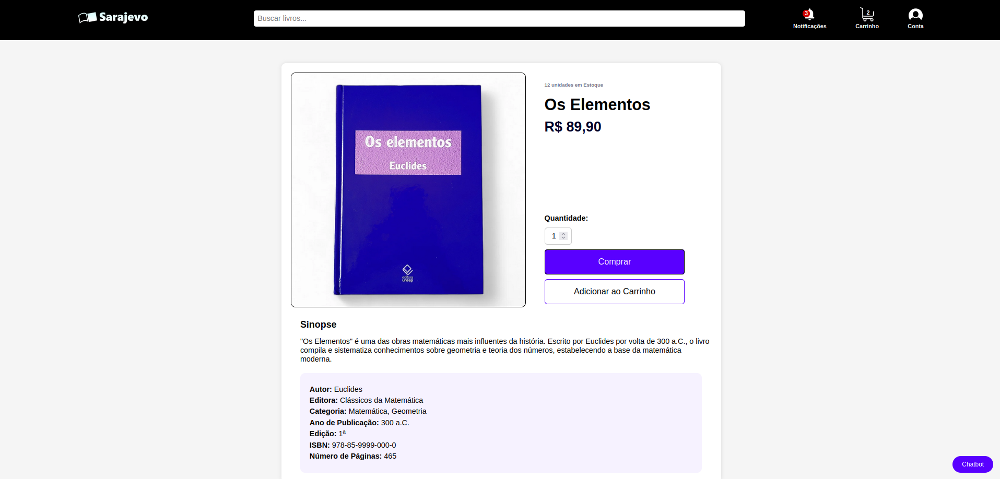 Sarajevo
Buscar livros...
3
Notificações
2
Carrinho
Conta
Os elementos
Euclides
editora
unesp
12 unidades em Estoque
Os Elementos
R$ 89,90
Quantidade:
1
Comprar
Adicionar ao Carrinho
Sinopse
"Os Elementos" é uma das obras matemáticas mais influentes da história. Escrito por Euclides por volta de 300 a.C., o livro
compila e sistematiza conhecimentos sobre geometria e teoria dos números, estabelecendo a base da matemática
moderna.
Autor: Euclides
Editora: Clássicos da Matemática
Categoria: Matemática, Geometria
Ano de Publicação: 300 a.C.
Edição: 1ª
ISBN: 978-85-9999-000-0
Número de Páginas: 465
Chatbot